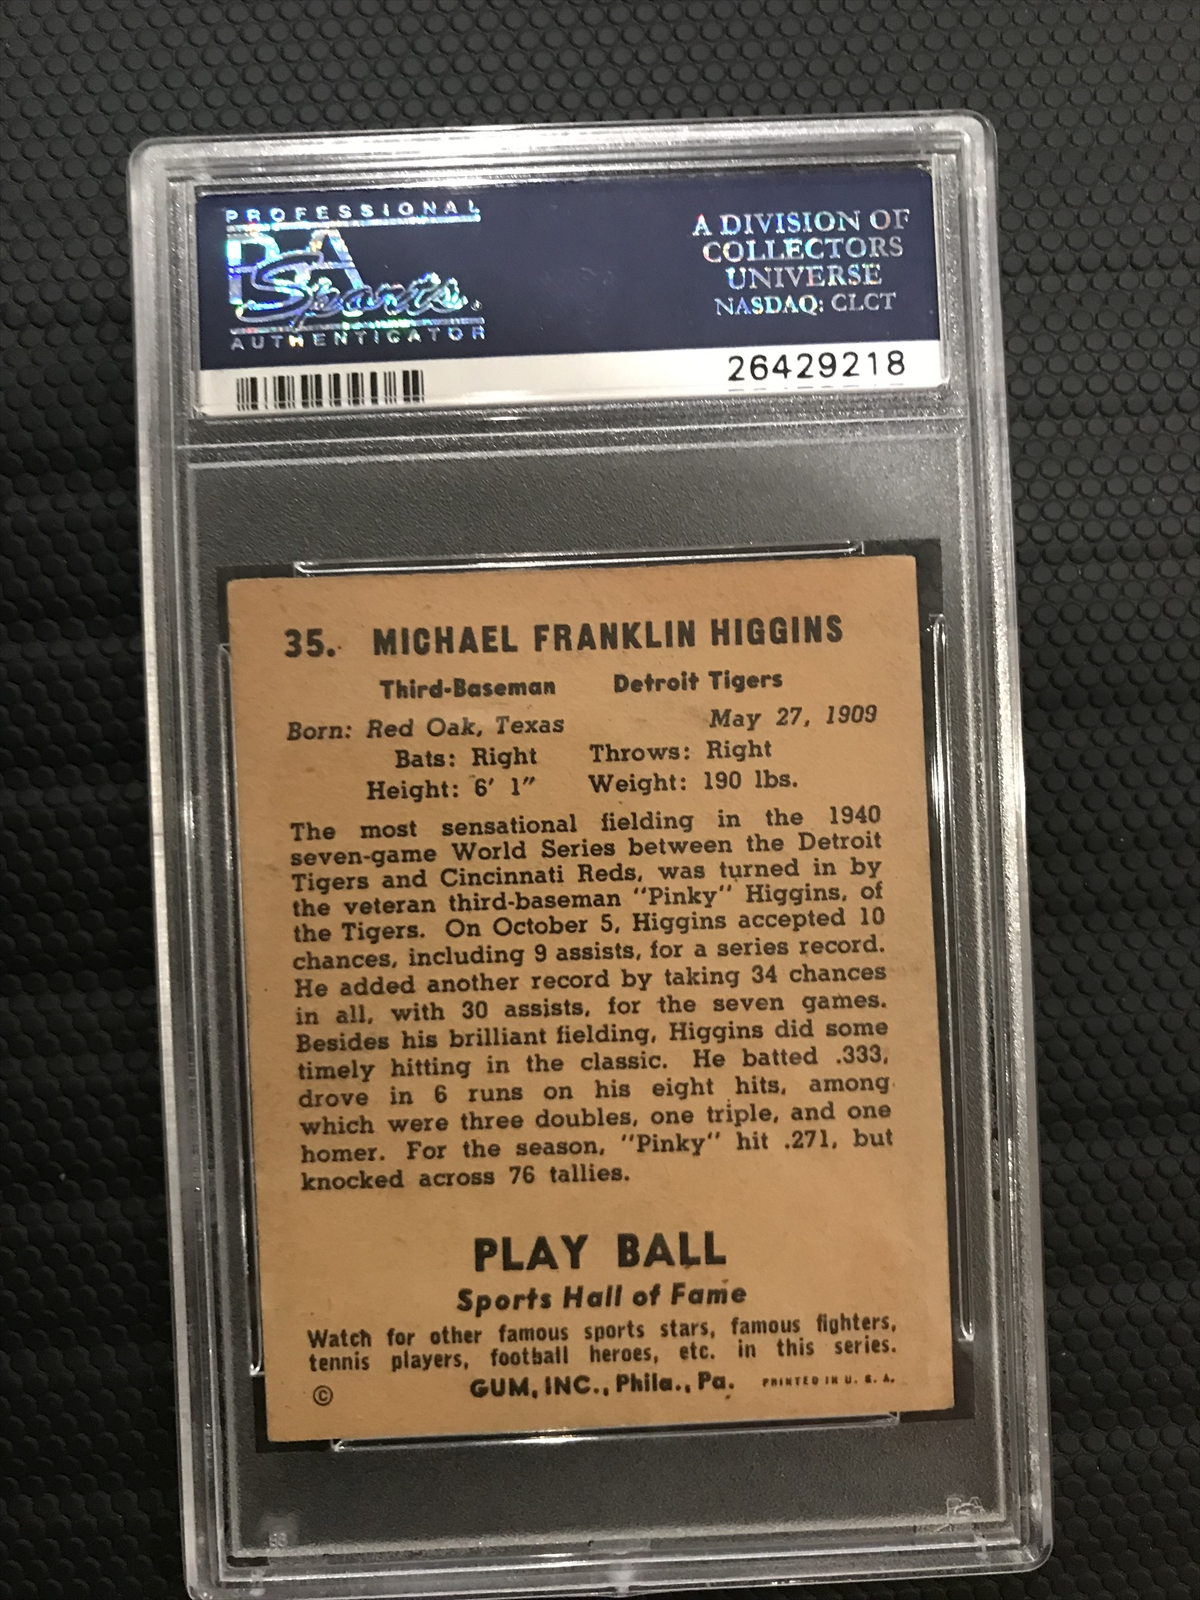 PROFESSIONAL
PSA
Sports
AUTHENTICATOR
A DIVISION OF
COLLECTORS
UNIVERSE
NASDAQ: CLCT
26429218
35. MICHAEL FRANKLIN HIGGINS
Third-Baseman Detroit Tigers
Born: Red Oak, Texas May 27, 1909
Bats: Right Throws: Right
Height: 6' 1" Weight: 190 lbs.
The most sensational fielding in the 1940
seven-game World Series between the Detroit
Tigers and Cincinnati Reds, was turned in by
the veteran third-baseman "Pinky" Higgins, of
the Tigers. On October 5, Higgins accepted 10
chances, including 9 assists, for a series record.
He added another record by taking 34 chances
in all, with 30 assists, for the seven games.
Besides his brilliant fielding, Higgins did some
timely hitting in the classic. He batted .333,
drove in 6 runs on his eight hits, among
which were three doubles, one triple, and one
homer. For the season, "Pinky" hit .271, but
knocked across 76 tallies.
PLAY BALL
Sports Hall of Fame
Watch for other famous sports stars, famous fighters,
tennis players, football heroes, etc. in this series.
© GUM, INC., Phila., Pa. PRINTED IN U. S. A.